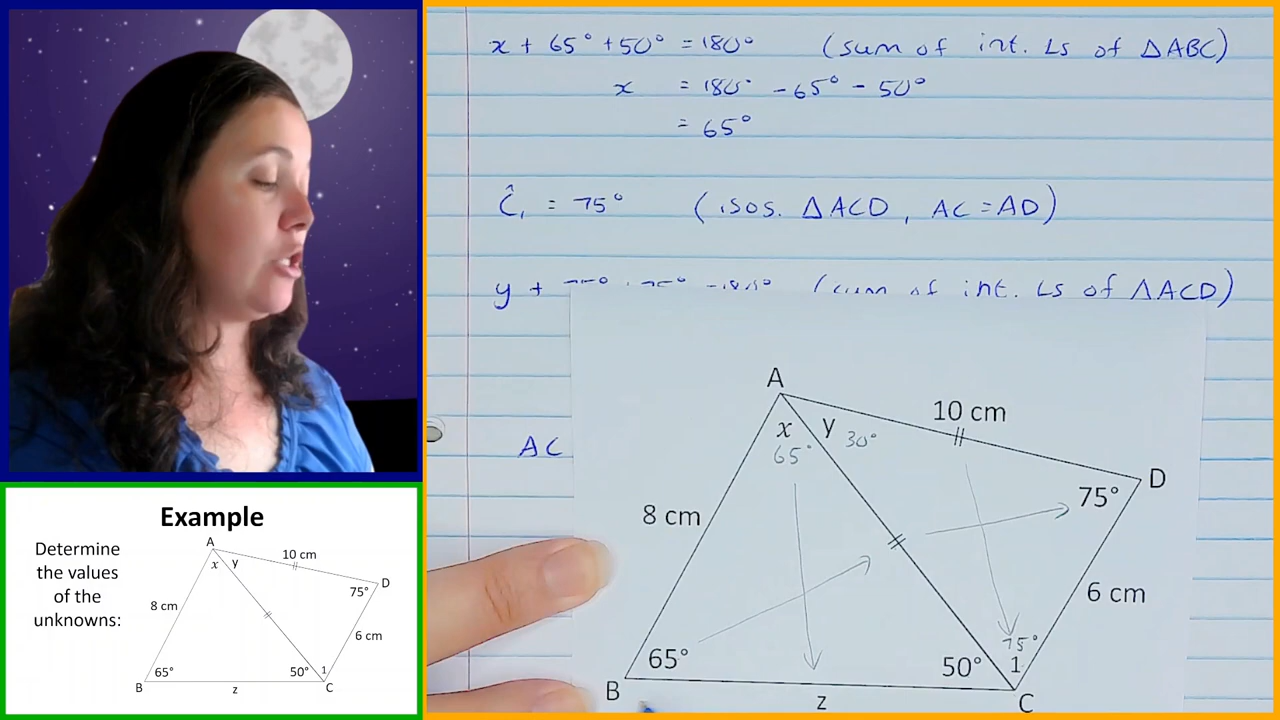 x + 65° + 50° = 180° (sum of int. ∠s of ΔABC)
x = 180° - 65° - 50°
= 65°
Ĉ₁ = 75° (isos. ΔACD, AC = AD)
y + int. ∠s of ΔACD)
AC
A
x y 30° 10 cm
65°
D
75°
8 cm
6 cm
75°
65° 50° 1
B z C
Example
Determine
the values
of the
unknowns:
A
x y 10 cm
D
75°
8 cm
6 cm
65° 50° 1
B z C